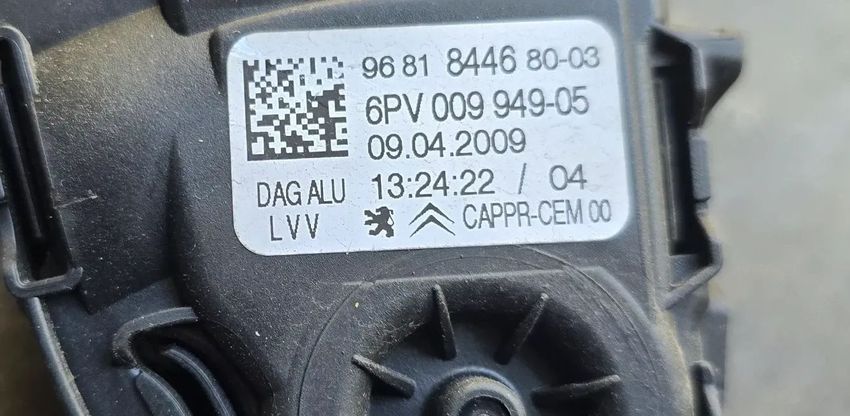 96 81 8446 80-03
6PV 009 949-05
09.04.2009
DAG ALU 13:24:22 / 04
LVV CAPPR-CEM 00